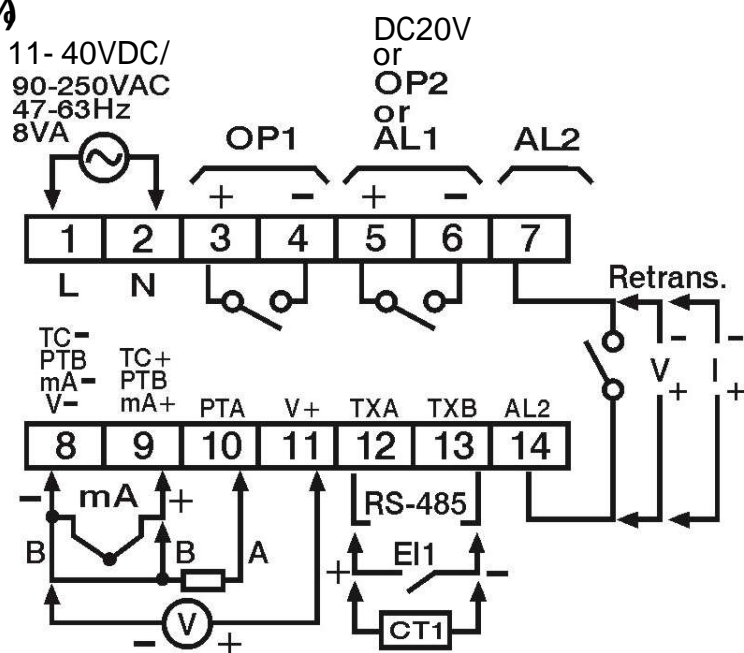 11- 40VDC/
90-250VAC
47-63Hz
8VA
DC20V
or
OP2
or
AL1
OP1
AL2
+ − + −
1 2 3 4 5 6 7
L N
Retrans.
TC−
PTB
mA−
V−
TC+
PTB
mA+
PTA V+ TXA TXB AL2
− −
V I
+ +
8 9 10 11 12 13 14
− mA +
RS-485
B B A
+ EI1 −
− V +
CT1